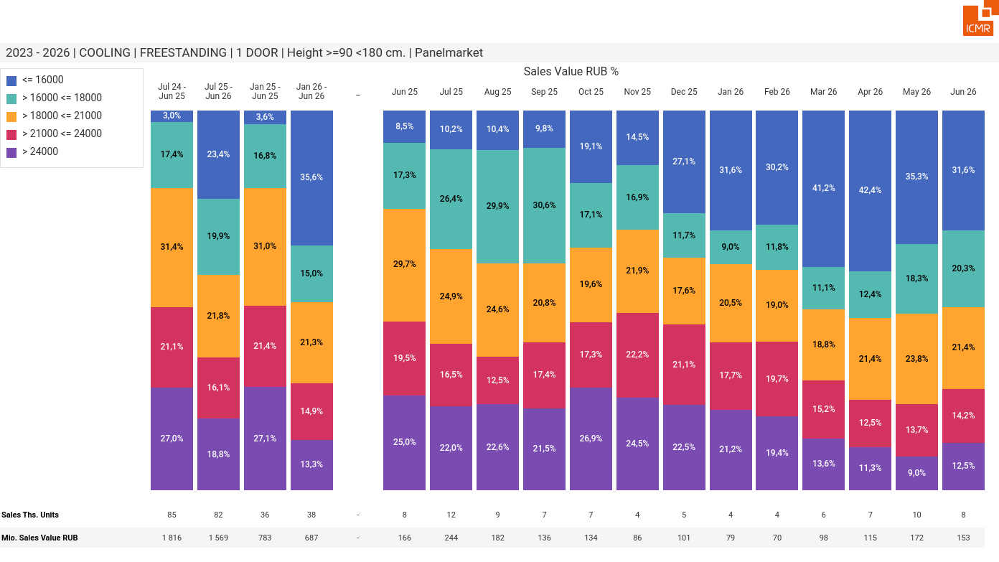 ICMR
2023 - 2026 | COOLING | FREESTANDING | 1 DOOR | Height >=90 <180 cm. | Panelmarket
<= 16000
> 16000 <= 18000
> 18000 <= 21000
> 21000 <= 24000
> 24000
Sales Value RUB %
Jul 24 - Jun 25 Jul 25 - Jun 26 Jan 25 - Jun 25 Jan 26 - Jun 26 – Jun 25 Jul 25 Aug 25 Sep 25 Oct 25 Nov 25 Dec 25 Jan 26 Feb 26 Mar 26 Apr 26 May 26 Jun 26
3,0% 23,4% 3,6% 35,6% 8,5% 10,2% 10,4% 9,8% 19,1% 14,5% 27,1% 31,6% 30,2% 41,2% 42,4% 35,3% 31,6%
17,4% 19,9% 16,8% 15,0% 17,3% 26,4% 29,9% 30,6% 17,1% 16,9% 11,7% 9,0% 11,8% 11,1% 12,4% 18,3% 20,3%
31,4% 21,8% 31,0% 21,3% 29,7% 24,9% 24,6% 20,8% 19,6% 21,9% 17,6% 20,5% 19,0% 18,8% 21,4% 23,8% 21,4%
21,1% 16,1% 21,4% 14,9% 19,5% 16,5% 12,5% 17,4% 17,3% 22,2% 21,1% 17,7% 19,7% 15,2% 12,5% 13,7% 14,2%
27,0% 18,8% 27,1% 13,3% 25,0% 22,0% 22,6% 21,5% 26,9% 24,5% 22,5% 21,2% 19,4% 13,6% 11,3% 9,0% 12,5%
Sales Ths. Units 85 82 36 38 - 8 12 9 7 7 4 5 4 4 6 7 10 8
Mio. Sales Value RUB 1 816 1 569 783 687 - 166 244 182 136 134 86 101 79 70 98 115 172 153